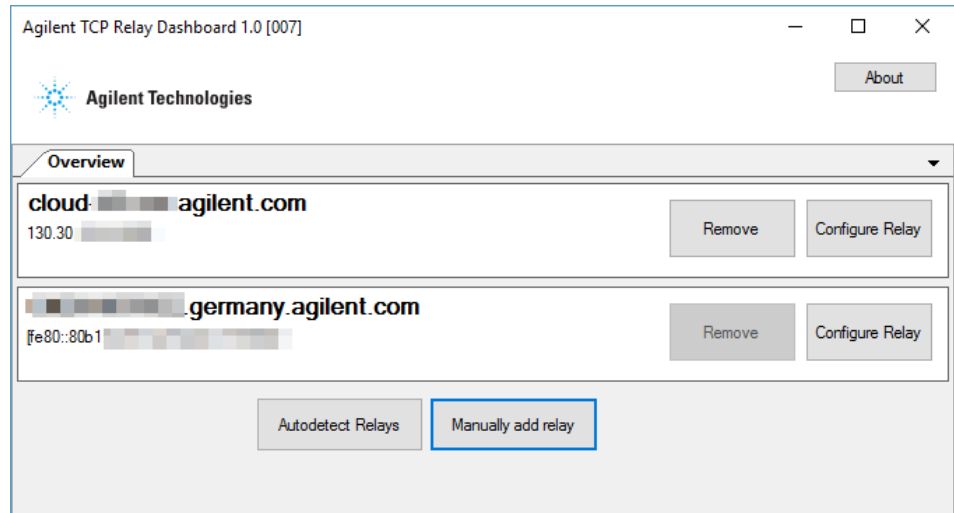 Agilent TCP Relay Dashboard 1.0 [007]
About
Agilent Technologies
Overview
cloud- agilent.com
130.30
Remove
Configure Relay
.germany.agilent.com
[fe80::80b1
Remove
Configure Relay
Autodetect Relays
Manually add relay